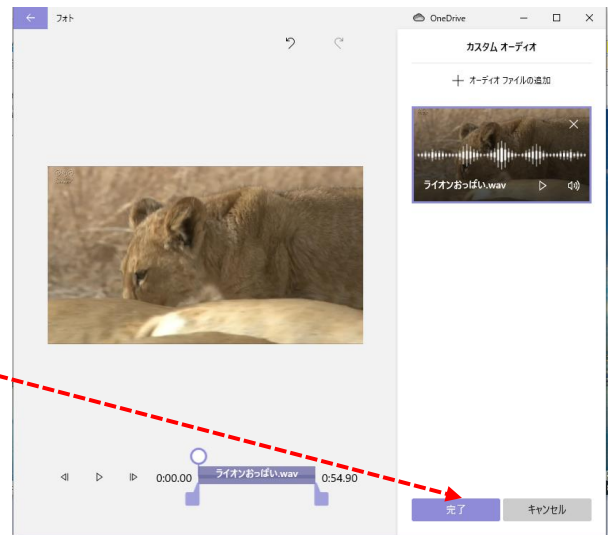 フォト
OneDrive
カスタム オーディオ
オーディオ ファイルの追加
ライオンおっぱい.wav
0:00.00
ライオンおっぱい.wav
0:54.90
完了
キャンセル